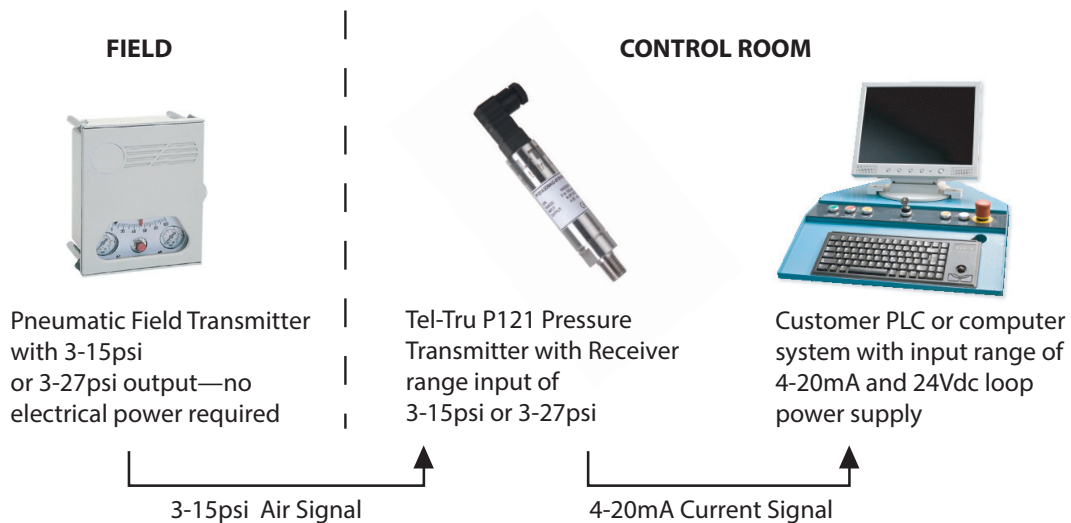 FIELD
CONTROL ROOM
Pneumatic Field Transmitter
with 3-15psi
or 3-27psi output—no
electrical power required
Tel-Tru P121 Pressure
Transmitter with Receiver
range input of
3-15psi or 3-27psi
Customer PLC or computer
system with input range of
4-20mA and 24Vdc loop
power supply
3-15psi Air Signal
4-20mA Current Signal